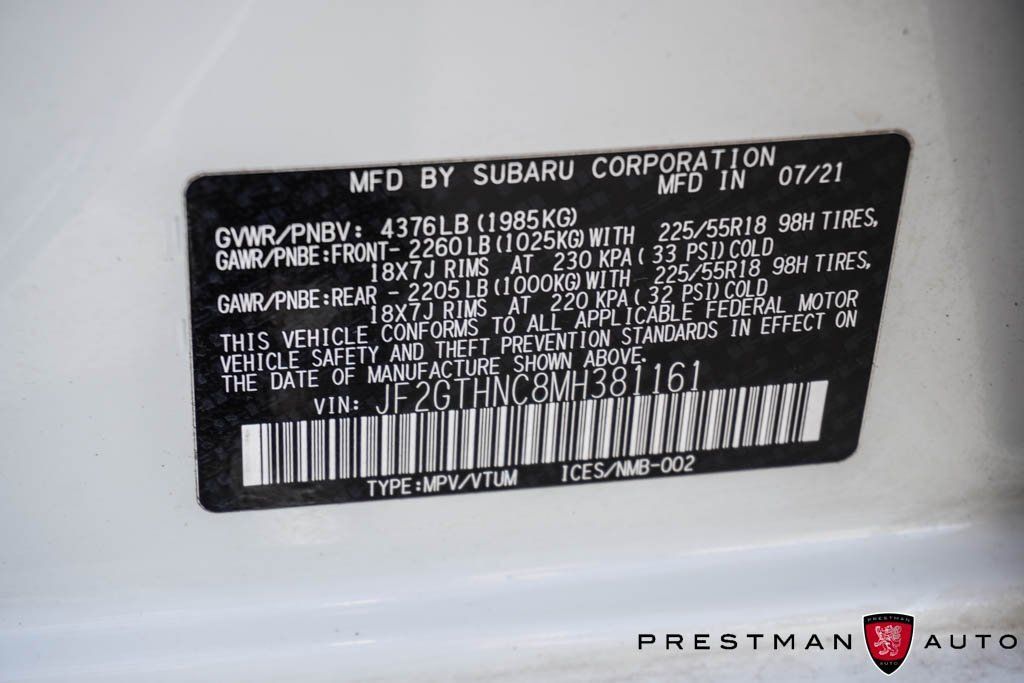 MFD BY SUBARU CORPORATION
MFD IN 07/21
GVWR/PNBV: 4376LB (1985KG)
GAWR/PNBE:FRONT- 2260LB (1025KG) WITH 225/55R18 98H TIRES,
18X7J RIMS AT 230 KPA ( 33 PSI) COLD
GAWR/PNBE:REAR - 2205LB (1000KG) WITH 225/55R18 98H TIRES,
18X7J RIMS AT 220 KPA ( 32 PSI) COLD
THIS VEHICLE CONFORMS TO ALL APPLICABLE FEDERAL MOTOR
VEHICLE SAFETY AND THEFT PREVENTION STANDARDS IN EFFECT ON
THE DATE OF MANUFACTURE SHOWN ABOVE.
VIN: JF2GTHNC8MH381161
TYPE:MPV/VTUM ICES/NMB-002
PRESTMAN PRESTMAN AUTO AUTO